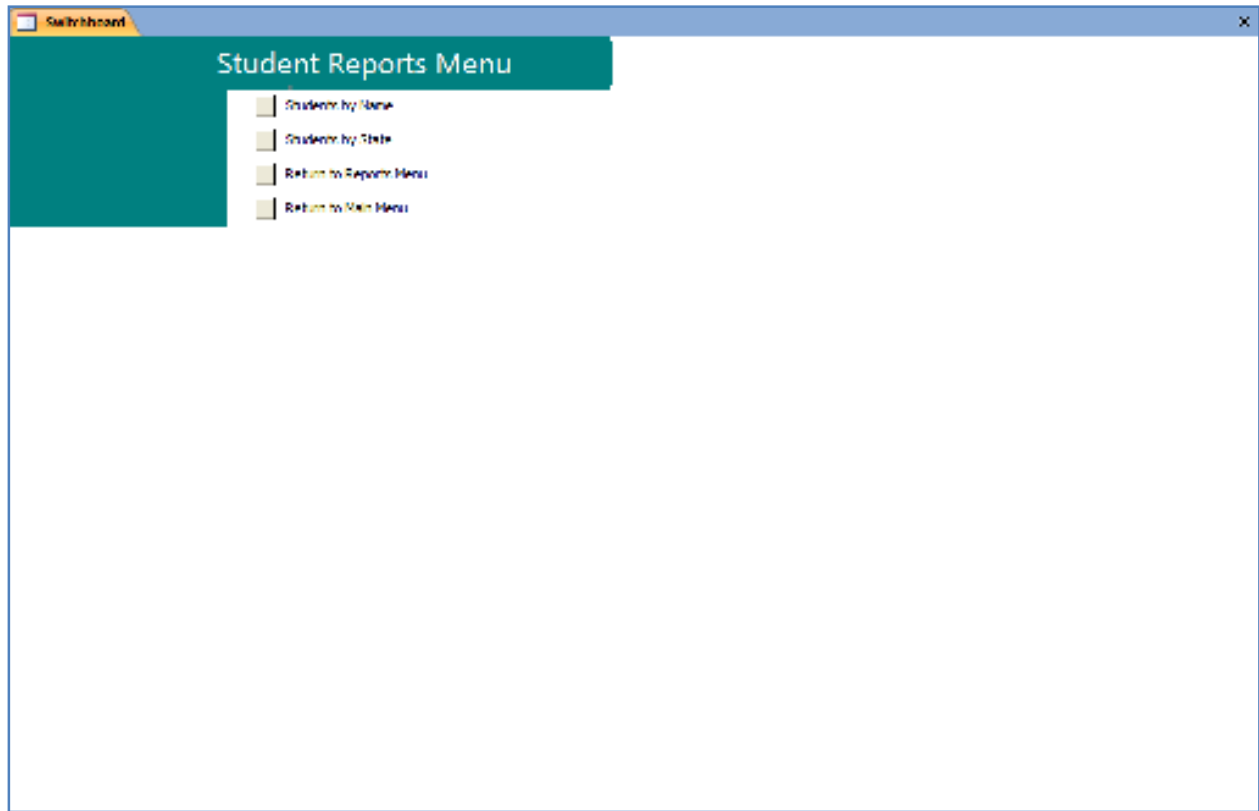 Switchboard
Student Reports Menu
Students by Name
Students by State
Return to Reports Menu
Return to Main Menu